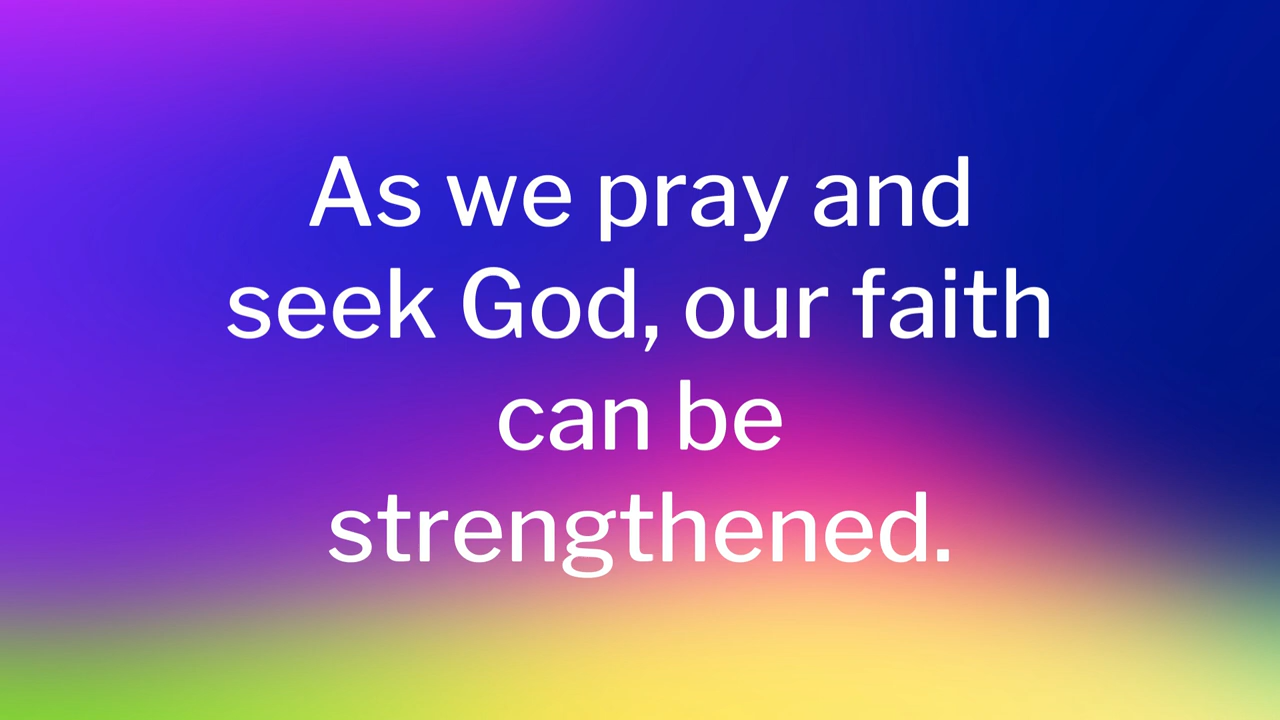 As we pray and
seek God, our faith
can be
strengthened.